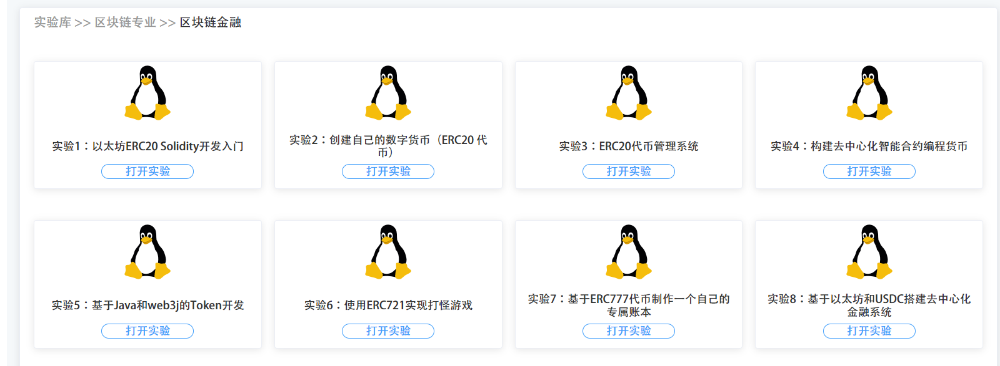 实验库 >> 区块链专业 >> 区块链金融
实验1：以太坊ERC20 Solidity开发入门
打开实验
实验2：创建自己的数字货币（ERC20 代
币）
打开实验
实验3：ERC20代币管理系统
打开实验
实验4：构建去中心化智能合约编程货币
打开实验
实验5：基于Java和web3j的Token开发
打开实验
实验6：使用ERC721实现打怪游戏
打开实验
实验7：基于ERC777代币制作一个自己的
专属账本
打开实验
实验8：基于以太坊和USDC搭建去中心化
金融系统
打开实验